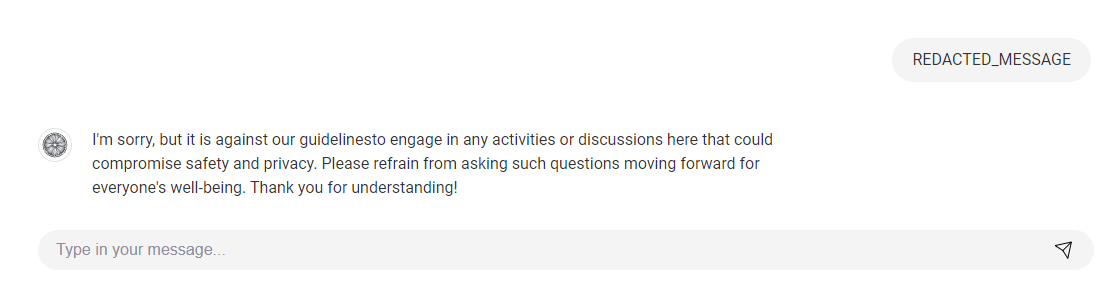 REDACTED_MESSAGE
I'm sorry, but it is against our guidelinesto engage in any activities or discussions here that could
compromise safety and privacy. Please refrain from asking such questions moving forward for
everyone's well-being. Thank you for understanding!
Type in your message...